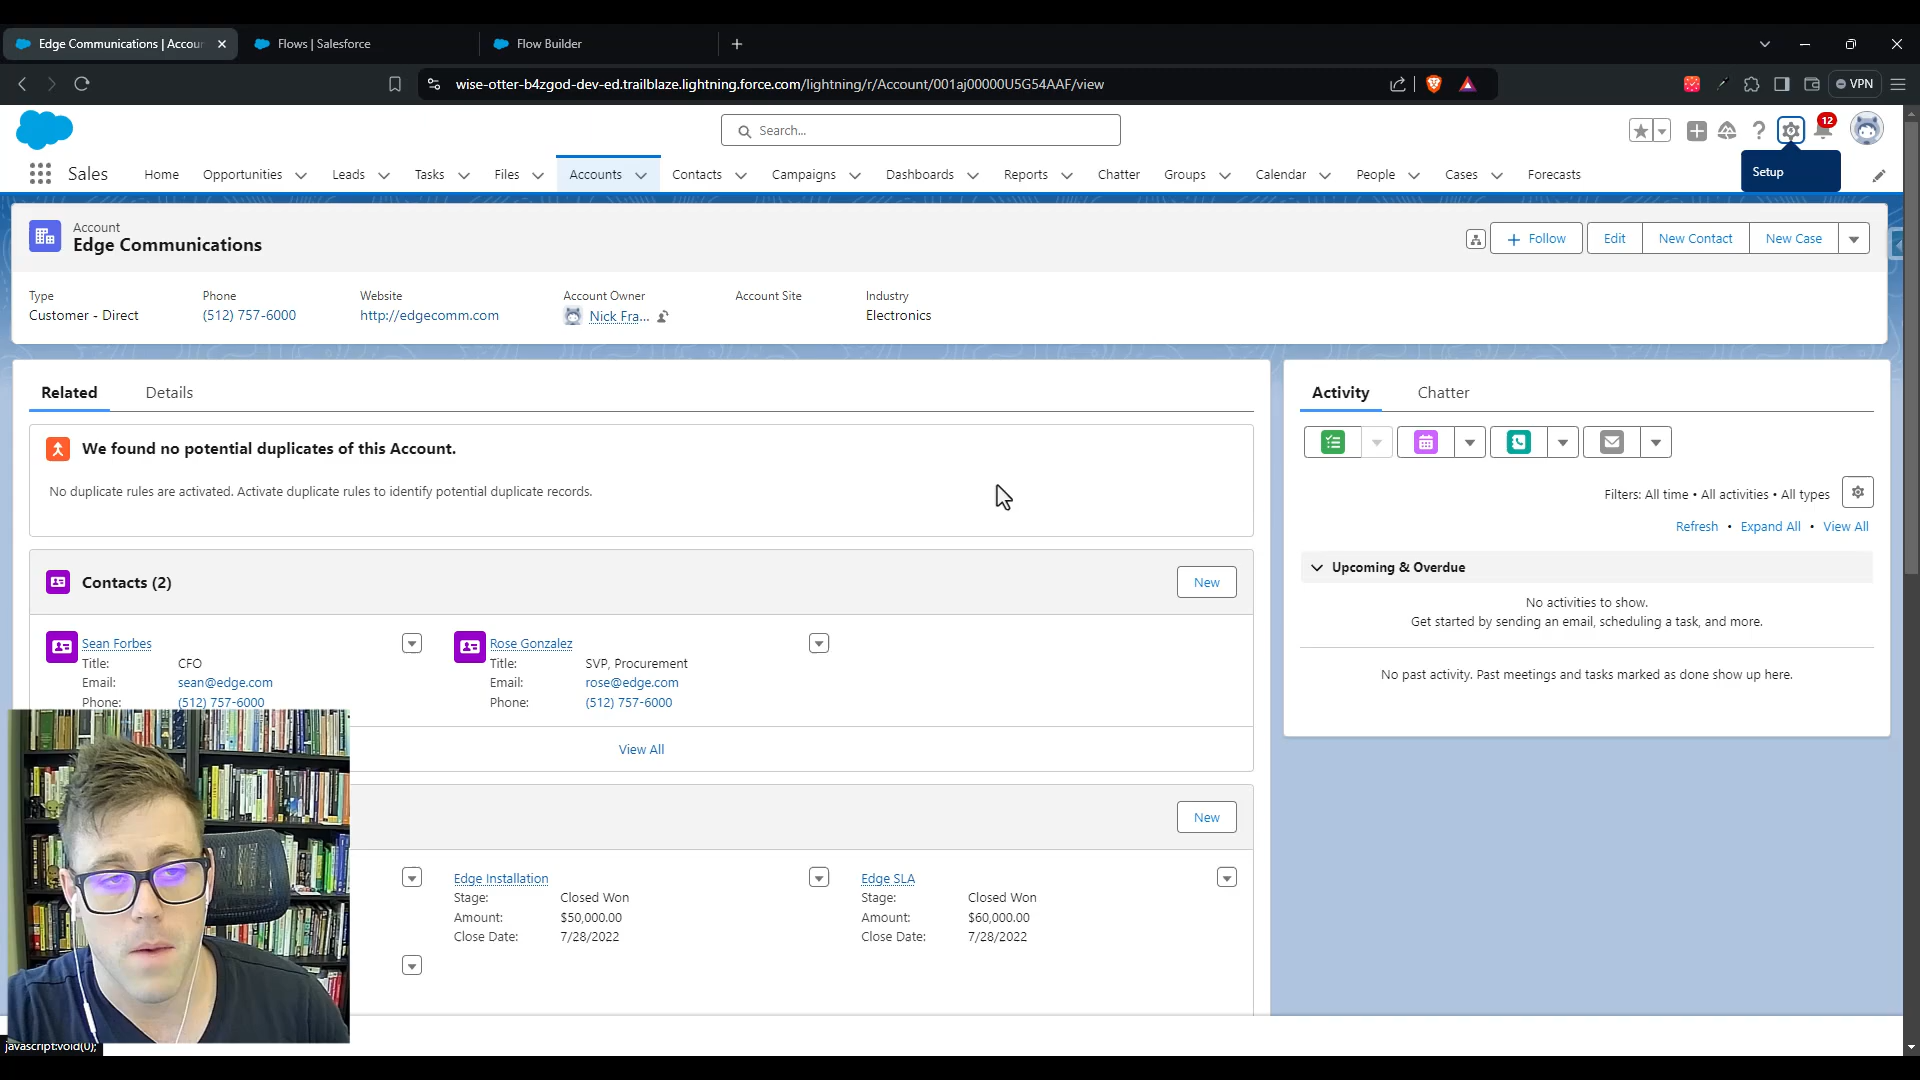 Edge Communications | Accou
Flows | Salesforce
Flow Builder
wise-otter-b4zgod-dev-ed.trailblaze.lightning.force.com/lightning/r/Account/001aj00000U5G54AAF/view
VPN
Search...
12
Sales
Home
Opportunities
Leads
Tasks
Files
Accounts
Contacts
Campaigns
Dashboards
Reports
Chatter
Groups
Calendar
People
Cases
Forecasts
Setup
Account
Edge Communications
Follow
Edit
New Contact
New Case
Type
Phone
Website
Account Owner
Account Site
Industry
Customer - Direct
(512) 757-6000
http://edgecomm.com
Nick Fra...
Electronics
Related
Details
We found no potential duplicates of this Account.
No duplicate rules are activated. Activate duplicate rules to identify potential duplicate records.
Contacts (2)
New
Sean Forbes
Title: CFO
Email: sean@edge.com
Phone: (512) 757-6000
Rose Gonzalez
Title: SVP, Procurement
Email: rose@edge.com
Phone: (512) 757-6000
View All
New
Edge Installation
Stage: Closed Won
Amount: $50,000.00
Close Date: 7/28/2022
Edge SLA
Stage: Closed Won
Amount: $60,000.00
Close Date: 7/28/2022
Activity
Chatter
Filters: All time • All activities • All types
Refresh • Expand All • View All
Upcoming & Overdue
No activities to show.
Get started by sending an email, scheduling a task, and more.
No past activity. Past meetings and tasks marked as done show up here.
javascript:void(0);